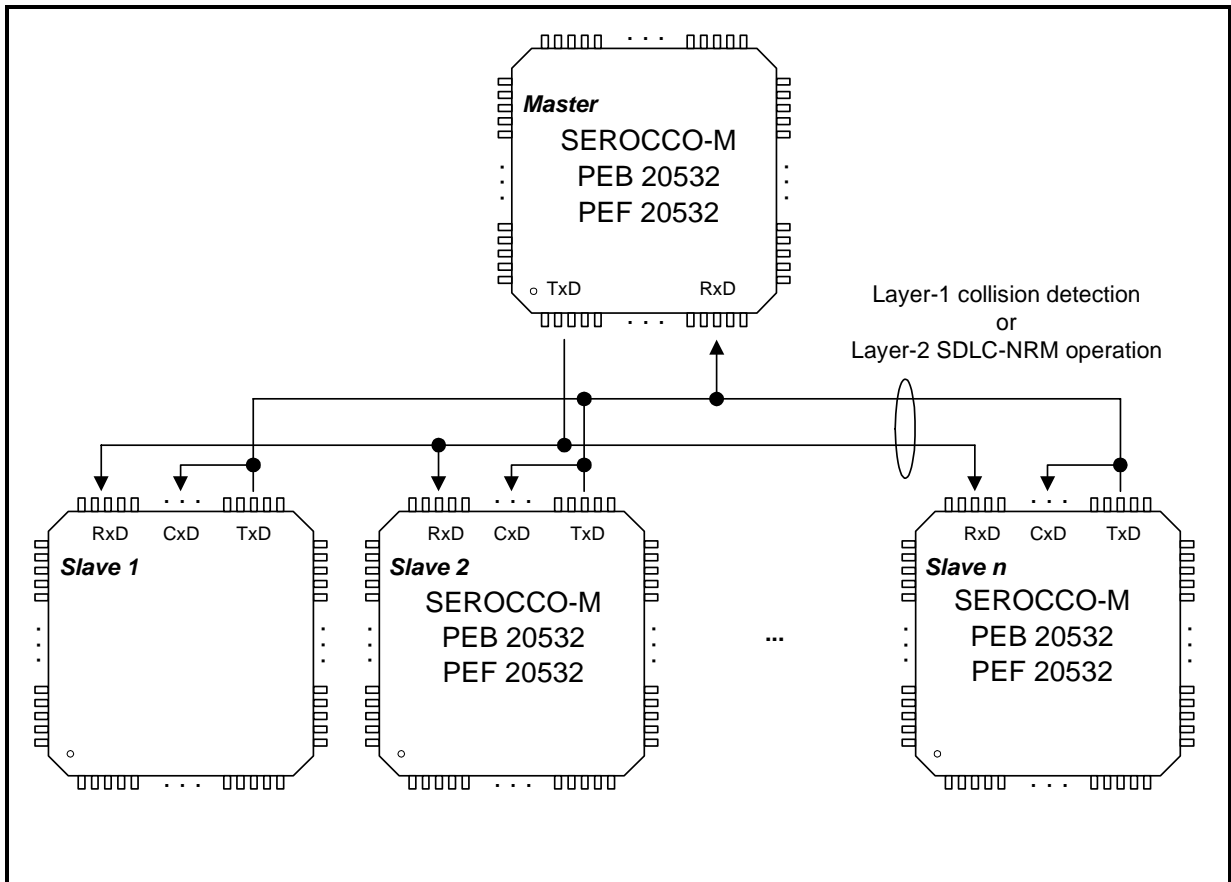 Master
SEROCCO-M
PEB 20532
PEF 20532
TxD RxD
Layer-1 collision detection
or
Layer-2 SDLC-NRM operation
RxD CxD TxD
Slave 1
RxD CxD TxD
Slave 2
SEROCCO-M
PEB 20532
PEF 20532
...
RxD CxD TxD
Slave n
SEROCCO-M
PEB 20532
PEF 20532